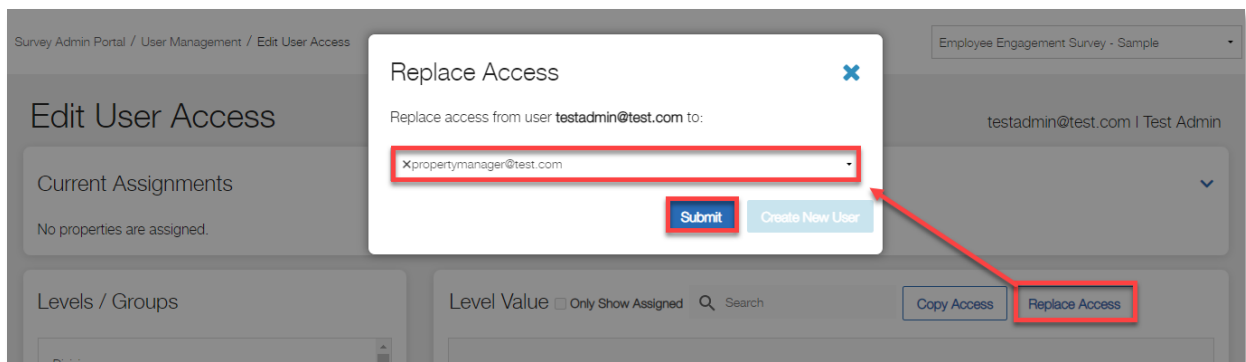 Survey Admin Portal / User Management / Edit User Access
Employee Engagement Survey - Sample
Replace Access
Replace access from user testadmin@test.com to:
×propertymanager@test.com
Submit
Create New User
Edit User Access
testadmin@test.com | Test Admin
Current Assignments
No properties are assigned.
Levels / Groups
Level Value
Only Show Assigned
Search
Copy Access
Replace Access